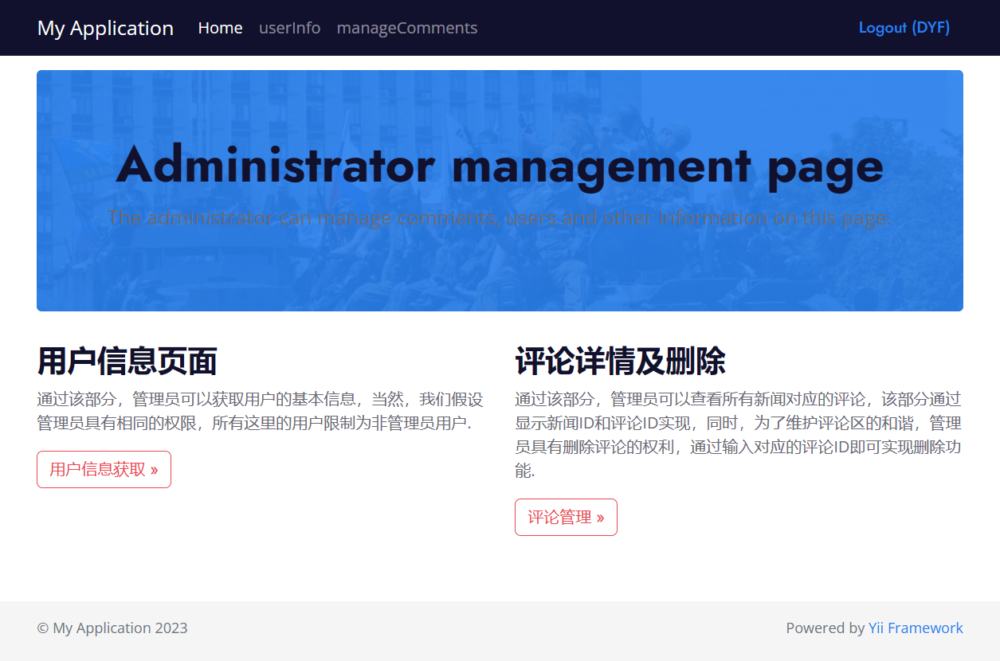 My Application Home userInfo manageComments Logout (DYF)
Administrator management page
The administrator can manage comments, users and other information on this page.
用户信息页面
通过该部分，管理员可以获取用户的基本信息，当然，我们假设
管理员具有相同的权限，所有这里的用户限制为非管理员用户.
用户信息获取 »
评论详情及删除
通过该部分，管理员可以查看所有新闻对应的评论，该部分通过
显示新闻ID和评论ID实现，同时，为了维护评论区的和谐，管理
员具有删除评论的权利，通过输入对应的评论ID即可实现删除功
能.
评论管理 »
© My Application 2023 Powered by Yii Framework